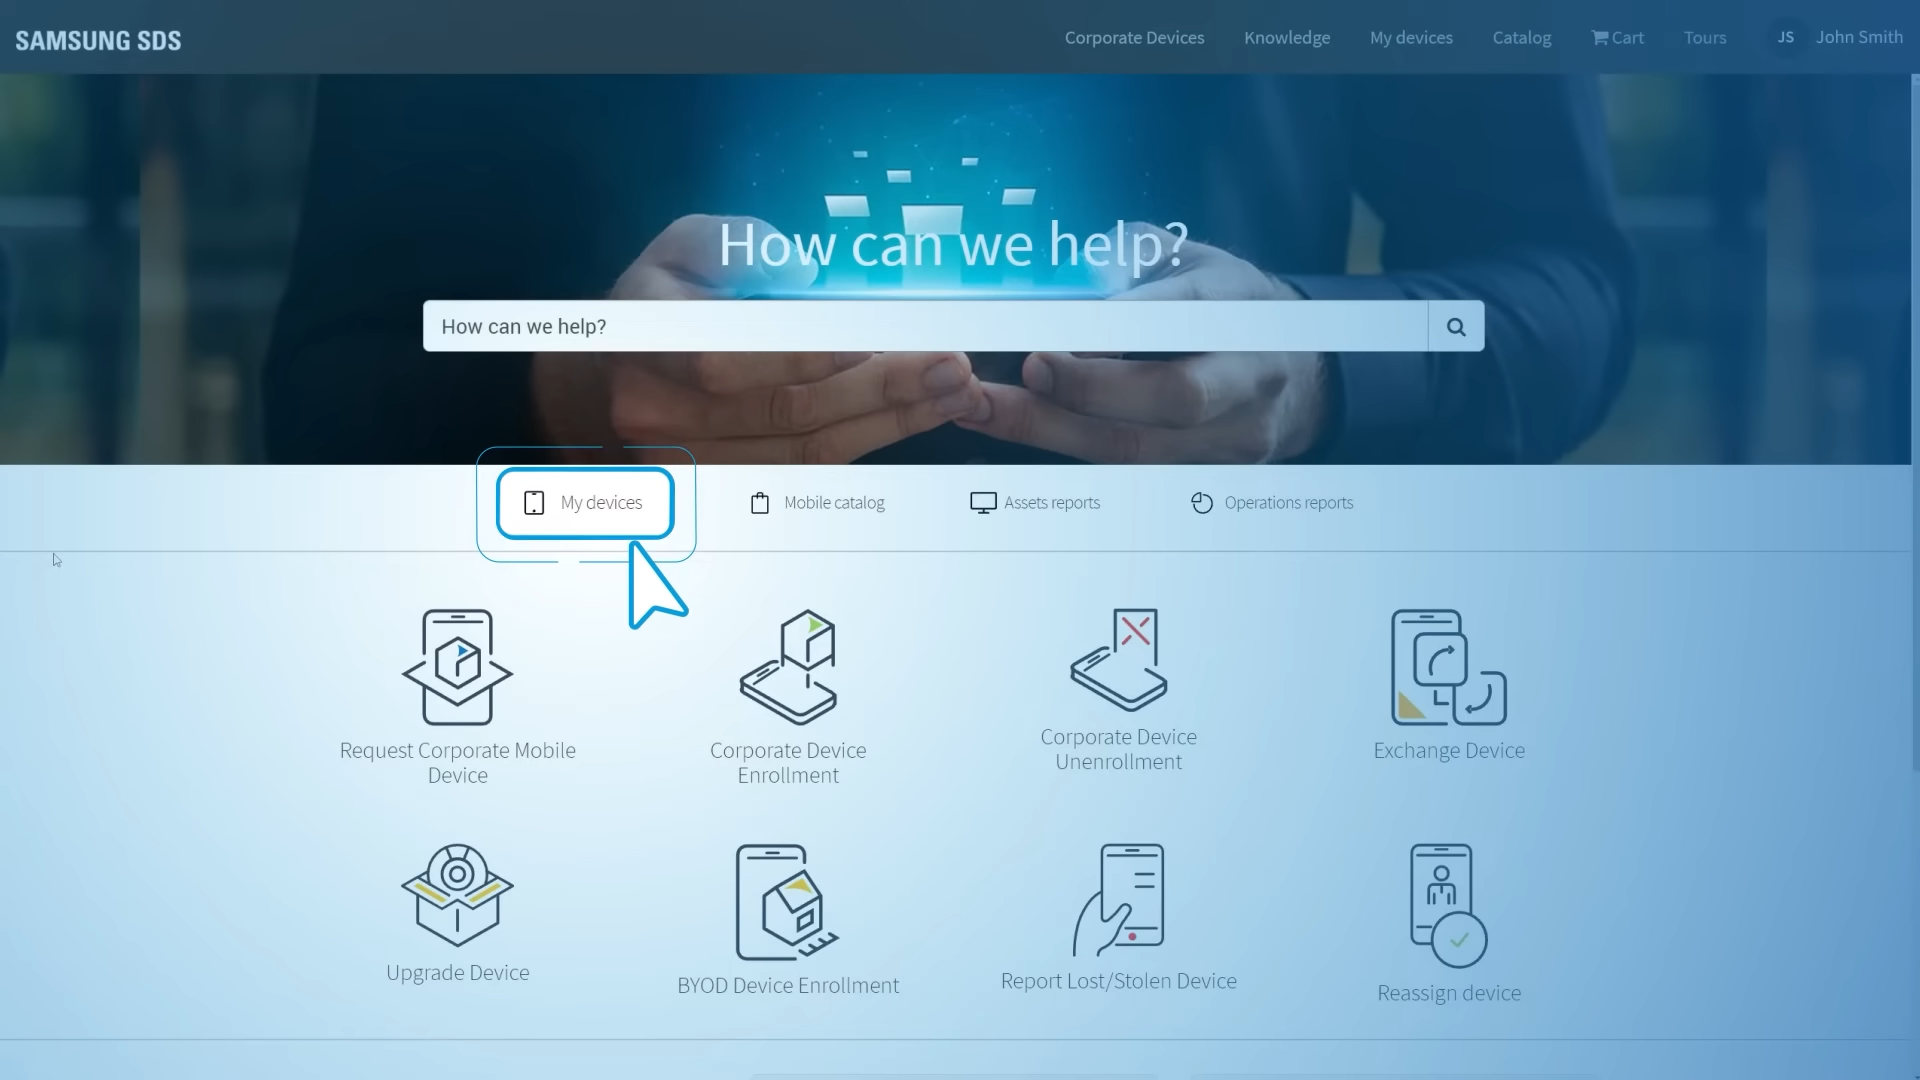 SAMSUNG SDS
Corporate Devices
Knowledge
My devices
Catalog
Cart
Tours
JS
John Smith
How can we help?
How can we help?
My devices
Mobile catalog
Assets reports
Operations reports
Request Corporate Mobile
Device
Corporate Device
Enrollment
Corporate Device
Unenrollment
Exchange Device
Upgrade Device
BYOD Device Enrollment
Report Lost/Stolen Device
Reassign device